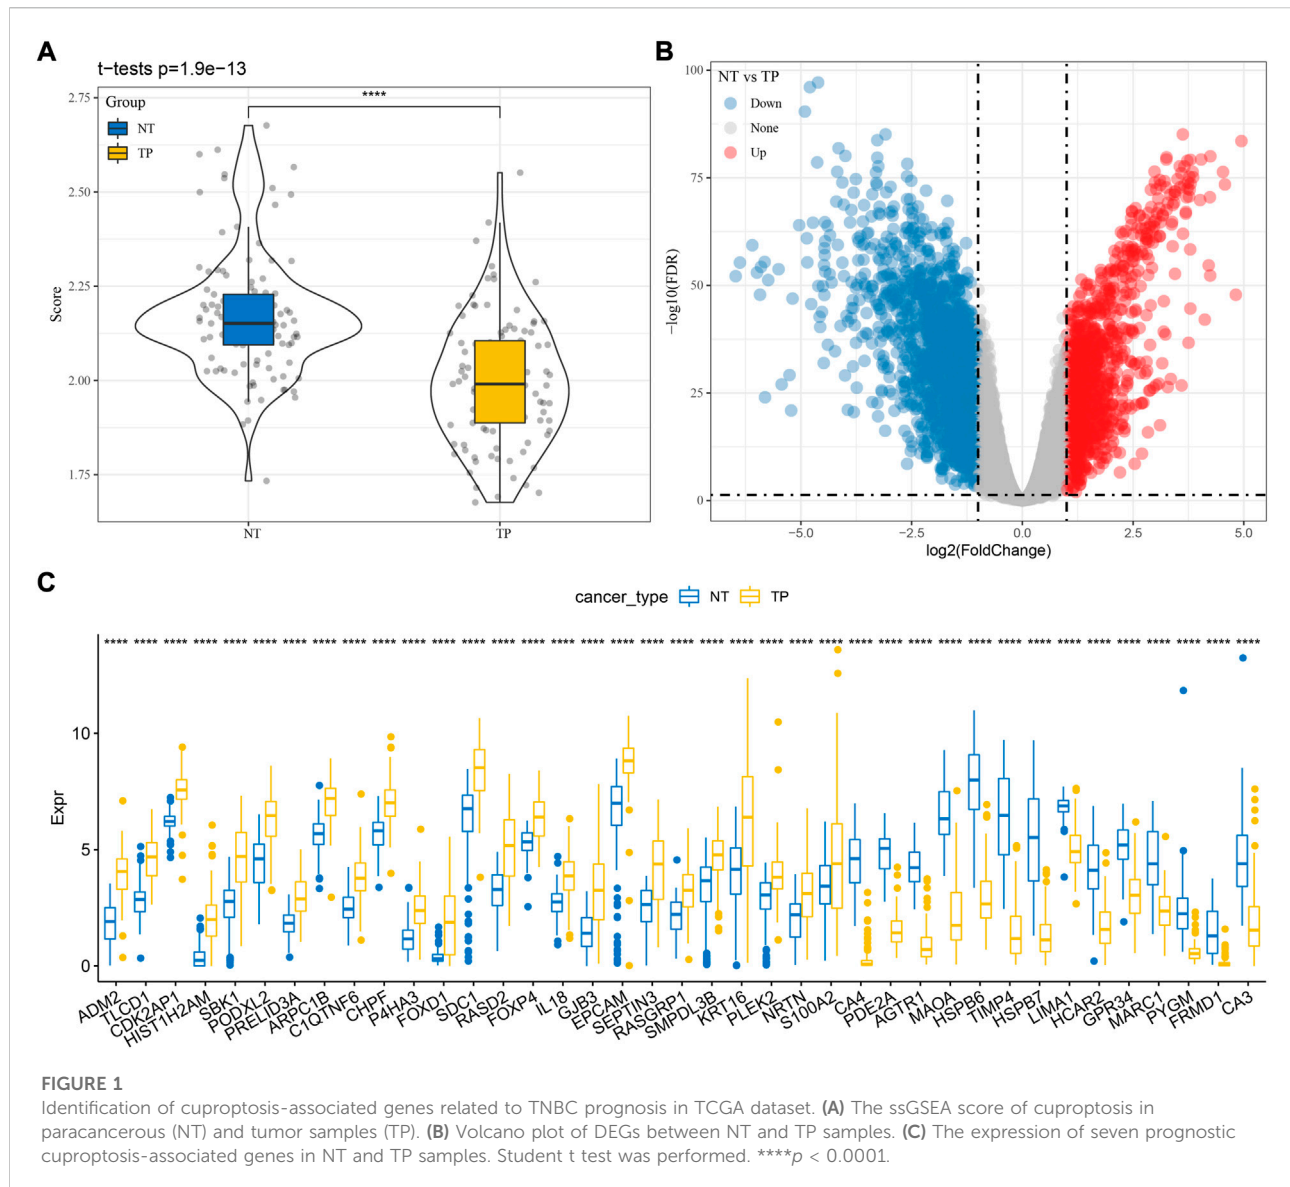 A
t-tests p=1.9e-13
2.75
2.50
2.25
2.00
1.75
Score
Group
NT
TP
****
NT
TP
B
100
75
50
25
0
-log10(FDR)
NT vs TP
Down
None
Up
-5.0
-2.5
0.0
2.5
5.0
log2(FoldChange)
C
cancer_type NT TP
**** **** **** **** **** **** **** **** **** **** **** **** **** **** **** **** **** **** **** **** **** **** **** **** **** **** **** **** **** **** **** **** **** **** **** **** **** **** ****
10
5
0
Expr
ADM2
TLCD1
CDK2AP1
HIST1H2AM
SBK1
PODXL2
PRELID3A
ARPC1B
C1QTNF6
CHPF
P4HA3
FOXD1
SDC1
RASD2
FOXP4
IL18
GJB3
EPCAM
SEPTIN3
RASGRP1
SMPDL3B
KRT16
PLEK2
NRTN
S100A2
CA4
PDE2A
AGTR1
MAOA
HSPB6
TIMP4
HSPB7
LIMA1
HCAR2
GPR34
MARC1
PYGM
FRMD1
CA3
FIGURE 1
Identification of cuproptosis-associated genes related to TNBC prognosis in TCGA dataset. (A) The ssGSEA score of cuproptosis in
paracancerous (NT) and tumor samples (TP). (B) Volcano plot of DEGs between NT and TP samples. (C) The expression of seven prognostic
cuproptosis-associated genes in NT and TP samples. Student t test was performed. ****p < 0.0001.